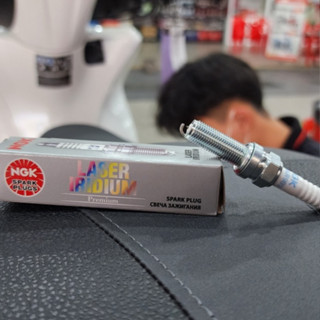 NGK
SPARK
PLUGS
LASER
IRIDIUM
Premium
SPARK PLUG
СВЕЧА ЗАЖИГАНИЯ